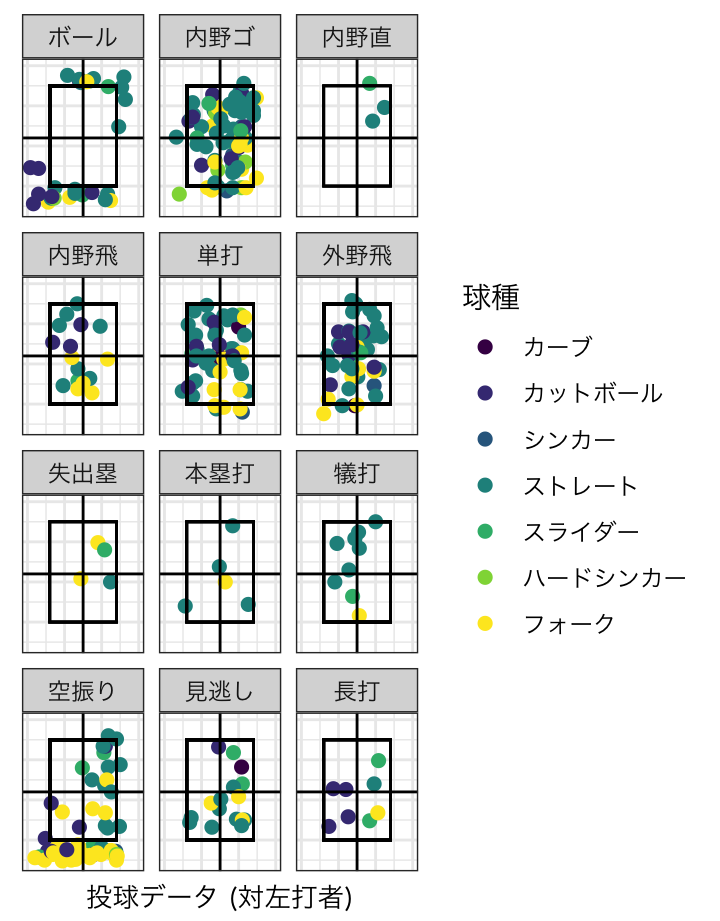 ボール
内野ゴ
内野直
内野飛
単打
外野飛
失出塁
本塁打
犠打
空振り
見逃し
長打
球種
カーブ
カットボール
シンカー
ストレート
スライダー
ハードシンカー
フォーク
投球データ (対左打者)